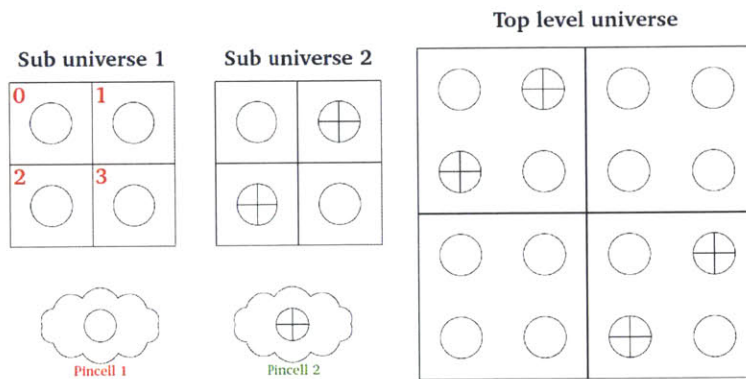 Top level universe
Sub universe 1
Sub universe 2
0
1
2
3
Pincell 1
Pincell 2